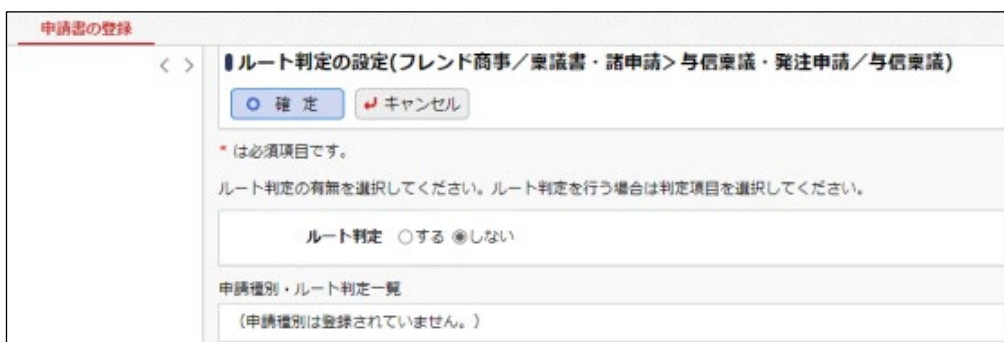 申請書の登録
< >
ルート判定の設定(フレンド商事／稟議書・諸申請>与信稟議・発注申請／与信稟議)
確 定 キャンセル
* は必須項目です。
ルート判定の有無を選択してください。ルート判定を行う場合は判定項目を選択してください。
ルート判定 ○する ◉しない
申請種別・ルート判定一覧
（申請種別は登録されていません。）